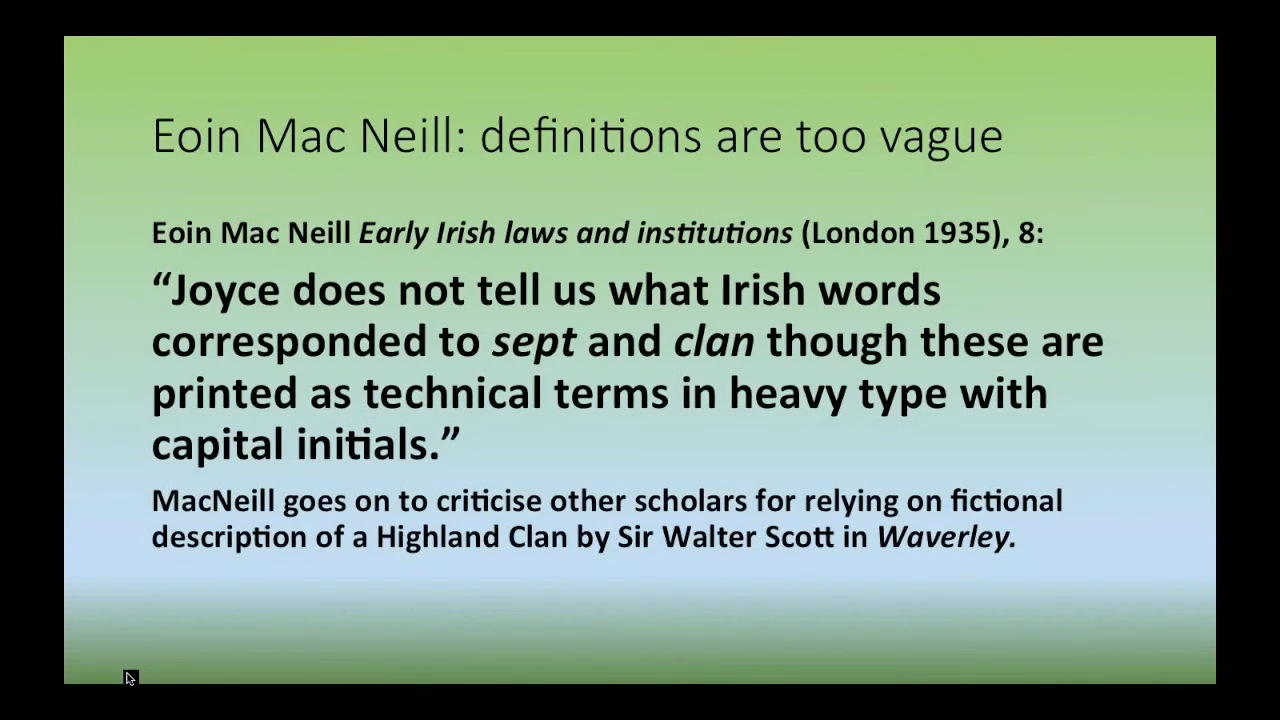 Eoin Mac Neill: definitions are too vague
Eoin Mac Neill Early Irish laws and institutions (London 1935), 8:
“Joyce does not tell us what Irish words
corresponded to sept and clan though these are
printed as technical terms in heavy type with
capital initials.”
MacNeill goes on to criticise other scholars for relying on fictional
description of a Highland Clan by Sir Walter Scott in Waverley.